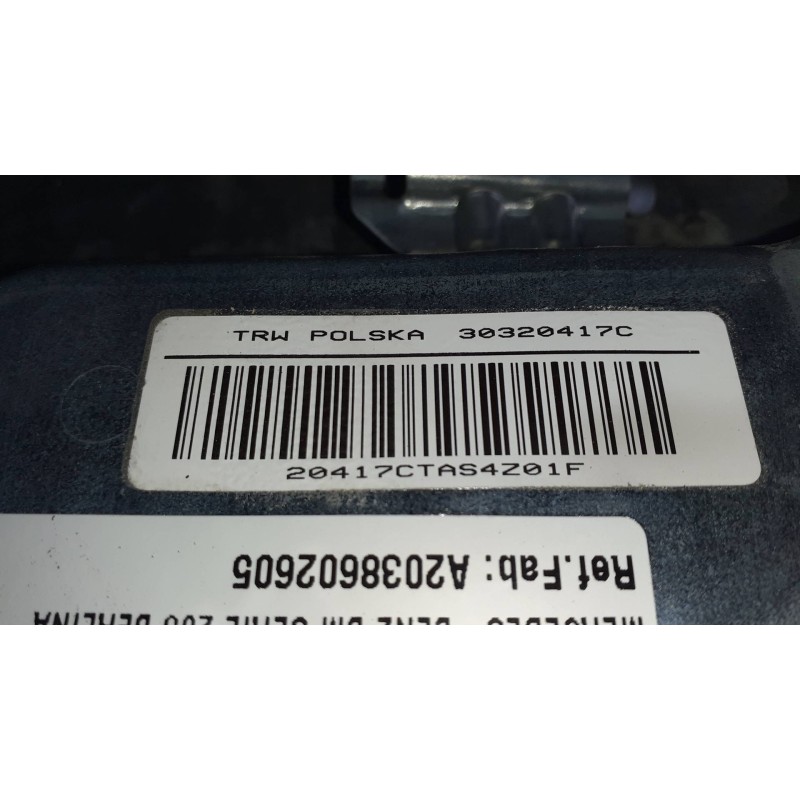 TRW POLSKA 30320417C
20417CTAS4Z01F
Ref.Fab: A2038602605